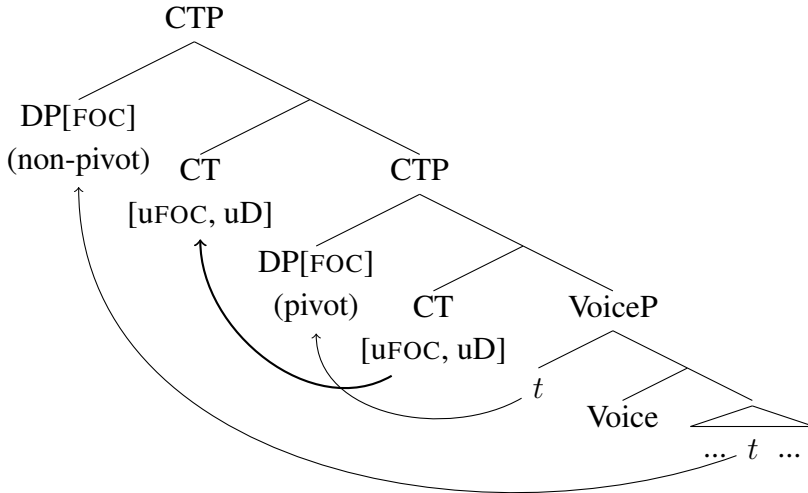 CTP
DP[FOC]
(non-pivot)
CT
[uFOC, uD]
CTP
DP[FOC]
(pivot)
CT
[uFOC, uD]
VoiceP
t
Voice
... t ...